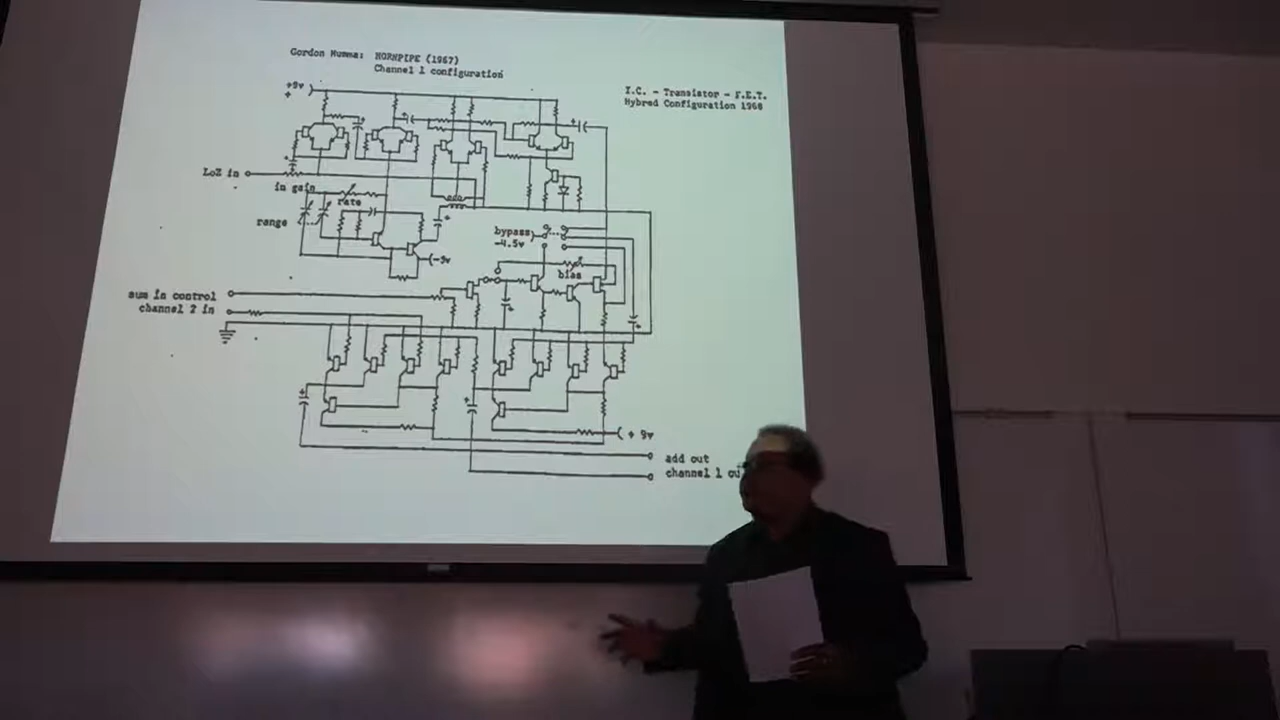 Gordon Mumma: HORNPIPE (1967)
Channel 1 configuration
I.C. - Transistor - F.E.T.
Hybred Configuration 1968
+9v
+
LoZ in
in gain
rate
range
bypass
-4.5v
bias
-9v
sum in control
channel 2 in
+ 9v
add out
channel 1 ou